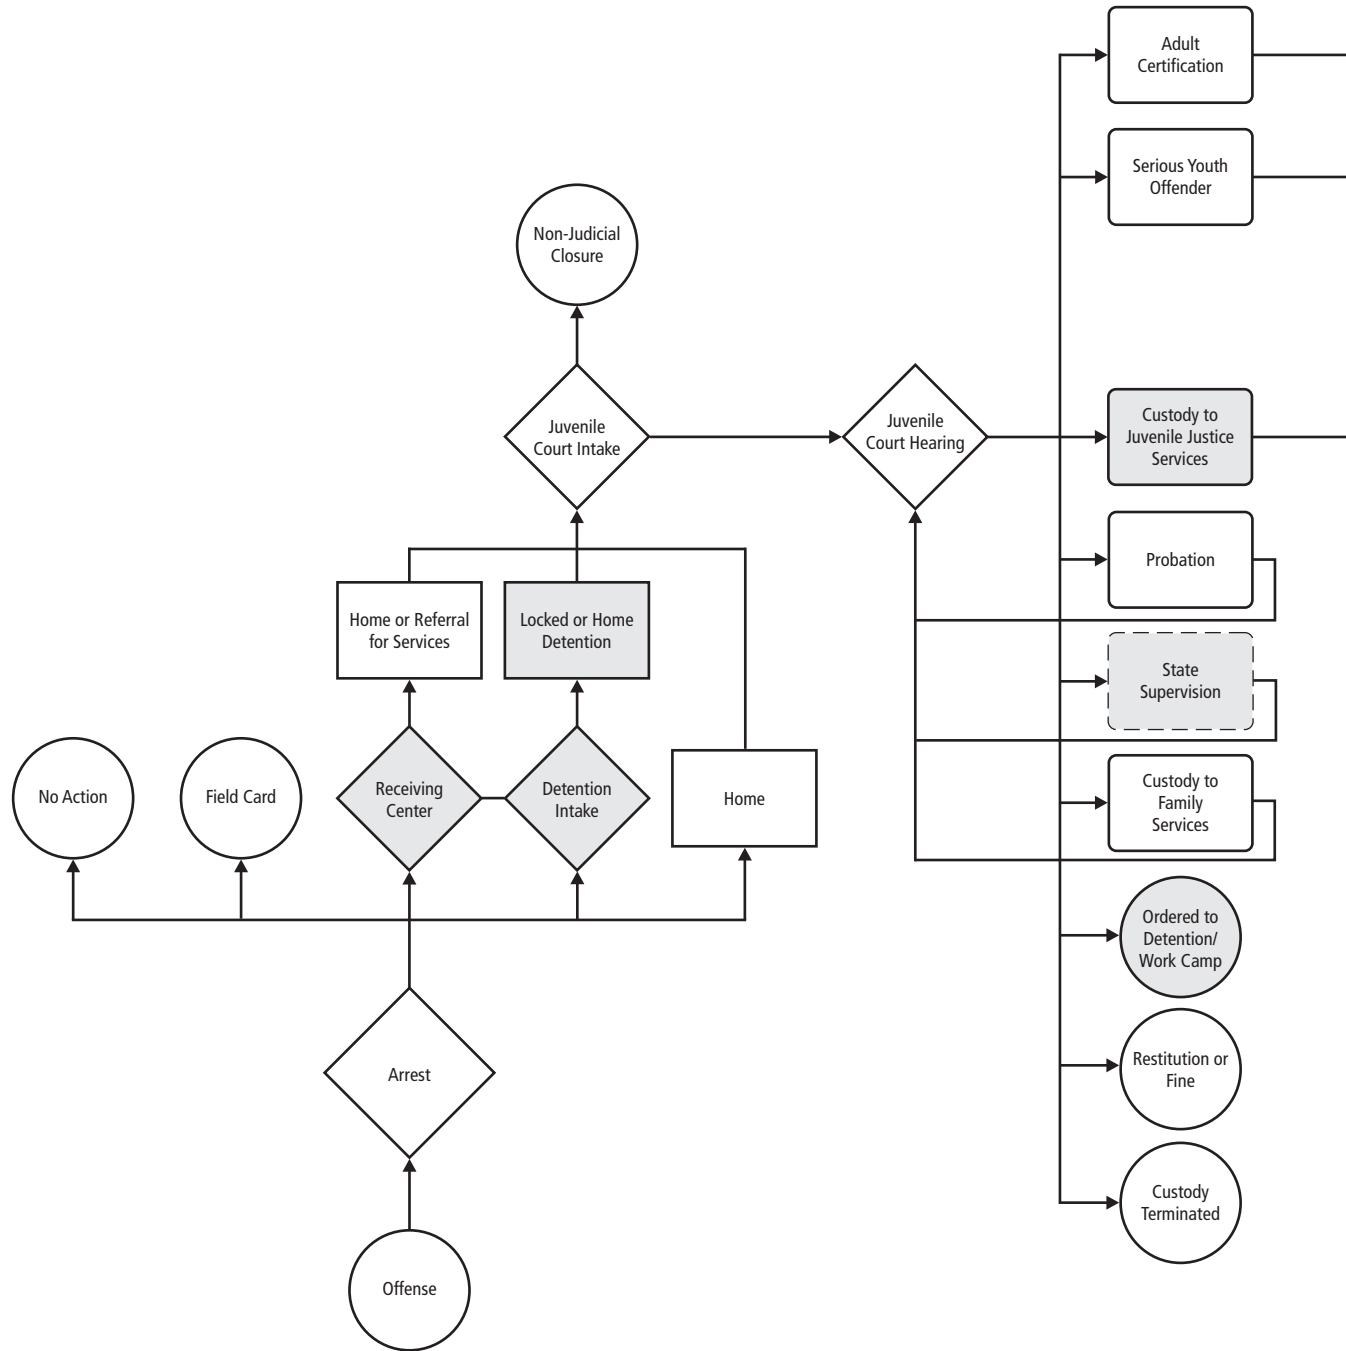 Adult
Certification
Serious Youth
Offender
Non-Judicial
Closure
Juvenile
Court Intake
Juvenile
Court Hearing
Custody to
Juvenile Justice
Services
Probation
Home or Referral
for Services
Locked or Home
Detention
State
Supervision
No Action
Field Card
Receiving
Center
Detention
Intake
Home
Custody to
Family
Services
Ordered to
Detention/
Work Camp
Arrest
Restitution or
Fine
Custody
Terminated
Offense